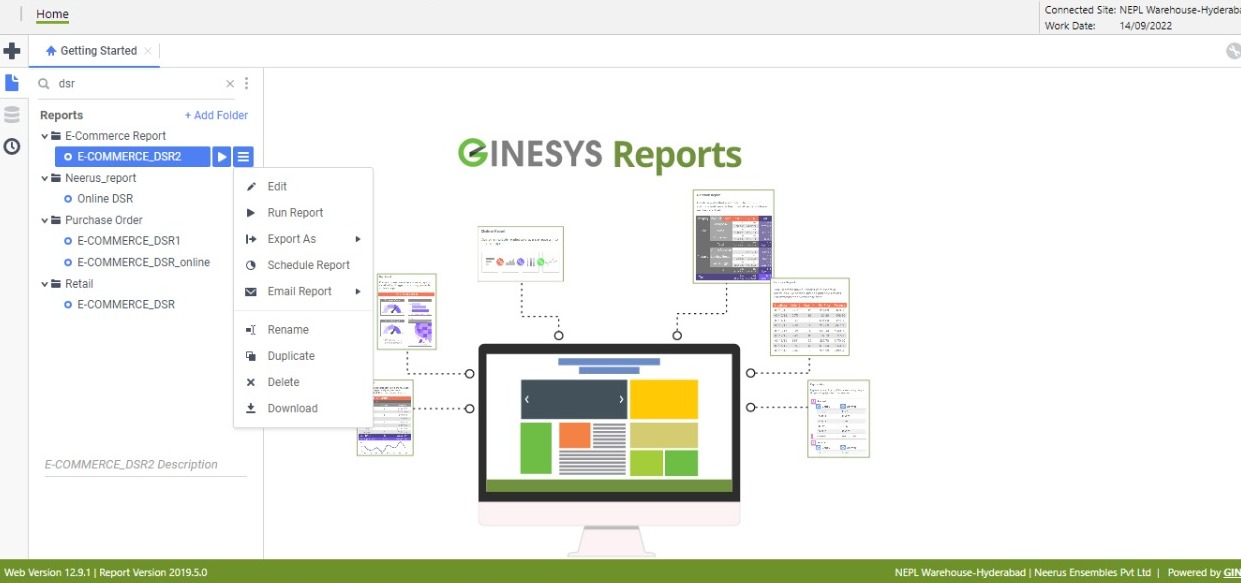 Home
Connected Site: NEPL Warehouse-Hyderaba
Work Date: 14/09/2022
Getting Started
dsr
Reports
+ Add Folder
E-Commerce Report
E-COMMERCE_DSR2
Neerus_report
Online DSR
Purchase Order
E-COMMERCE_DSR1
E-COMMERCE_DSR_online
Retail
E-COMMERCE_DSR
Edit
Run Report
Export As
Schedule Report
Email Report
Rename
Duplicate
Delete
Download
GINESYS Reports
E-COMMERCE_DSR2 Description
Web Version 12.9.1 | Report Version 2019.5.0
NEPL Warehouse-Hyderabad | Neerus Ensembles Pvt Ltd | Powered by GIN